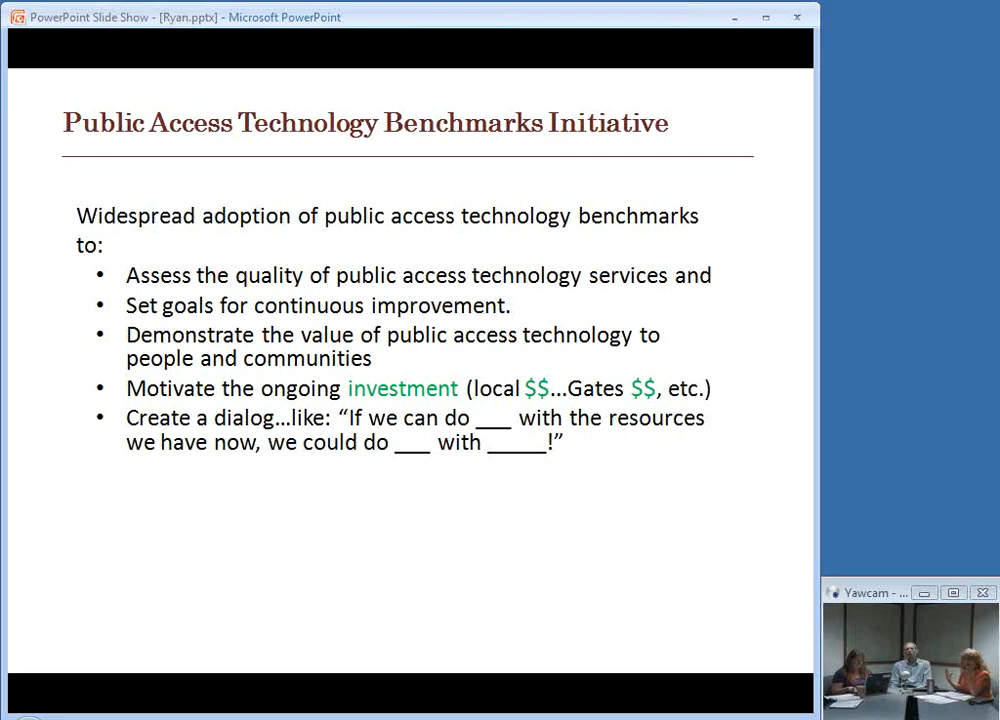 PowerPoint Slide Show - [Ryan.pptx] - Microsoft PowerPoint
Public Access Technology Benchmarks Initiative
Widespread adoption of public access technology benchmarks
to:
• Assess the quality of public access technology services and
• Set goals for continuous improvement.
• Demonstrate the value of public access technology to
people and communities
• Motivate the ongoing investment (local $$...Gates $$, etc.)
• Create a dialog...like: “If we can do ___ with the resources
we have now, we could do ___ with _____!”
Yawcam - ...